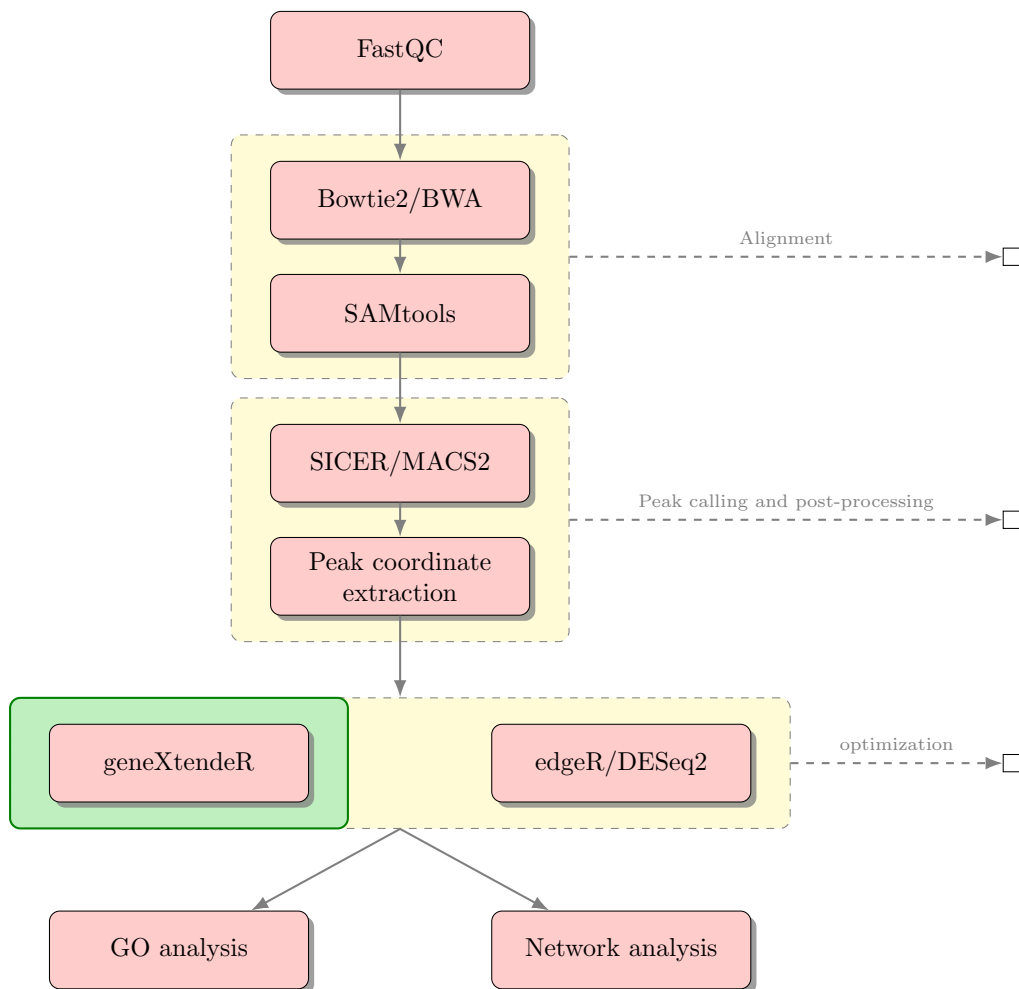 FastQC
Bowtie2/BWA
Alignment
SAMtools
SICER/MACS2
Peak calling and post-processing
Peak coordinate
extraction
geneXtendeR
edgeR/DESeq2
optimization
GO analysis
Network analysis